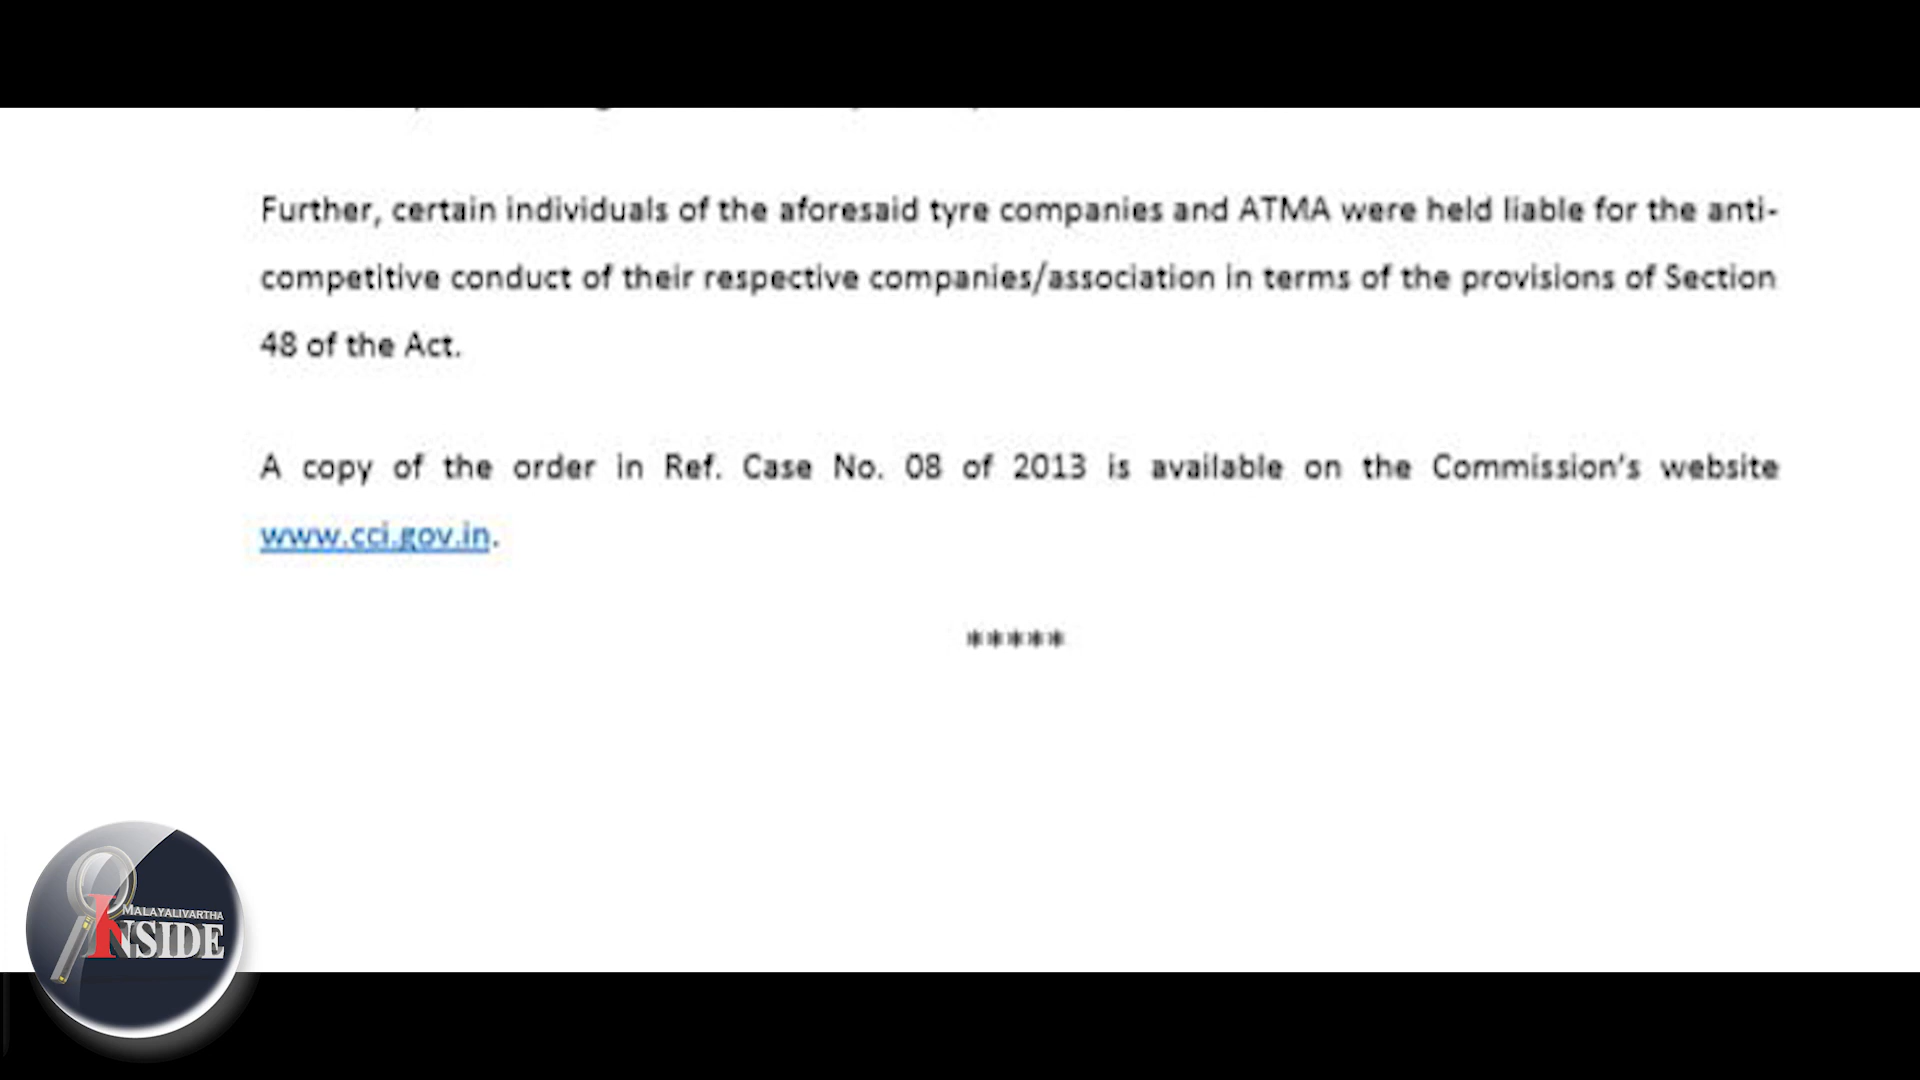 Further, certain individuals of the aforesaid tyre companies and ATMA were held liable for the anti-
competitive conduct of their respective companies/association in terms of the provisions of Section
48 of the Act.
A copy of the order in Ref. Case No. 08 of 2013 is available on the Commission's website
www.cci.gov.in.
*****
MALAYALIVARTHA
INSIDE